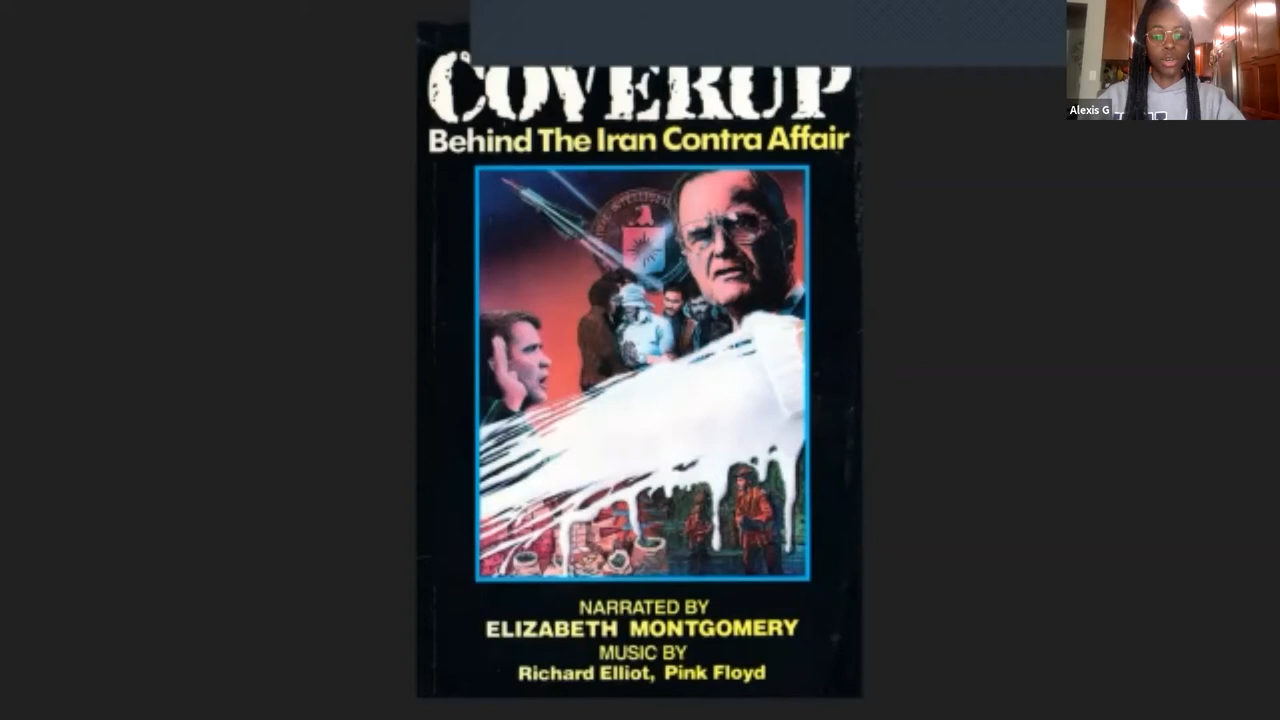 COVERUP
Behind The Iran Contra Affair
NARRATED BY
ELIZABETH MONTGOMERY
MUSIC BY
Richard Elliot, Pink Floyd
Alexis G